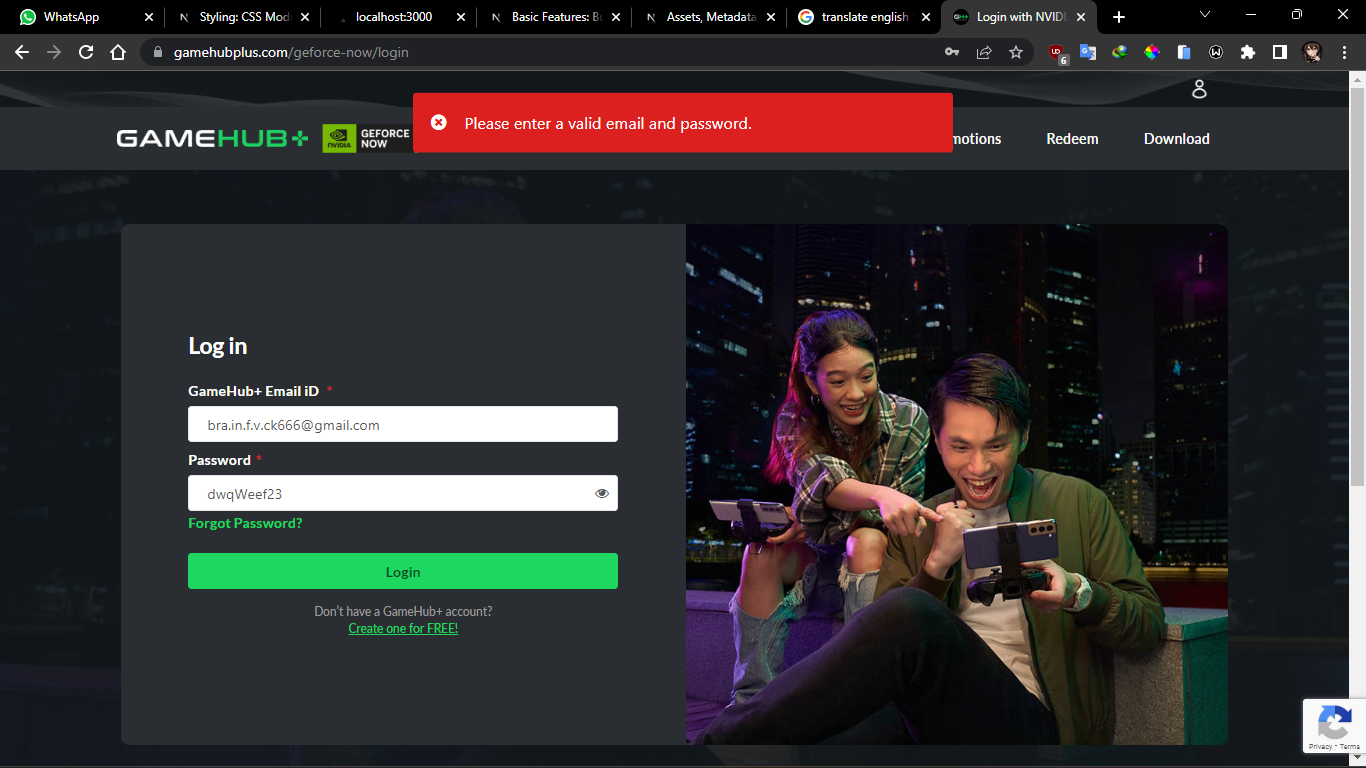 WhatsApp
Styling: CSS Mod
localhost:3000
Basic Features: Bu
Assets, Metadata,
translate english
Login with NVIDI
gamehubplus.com/geforce-now/login
6
Please enter a valid email and password.
GAMEHUB+
NVIDIA
GEFORCE
NOW
motions
Redeem
Download
Log in
GameHub+ Email iD *
bra.in.f.v.ck666@gmail.com
Password *
dwqWeef23
Forgot Password?
Login
Don't have a GameHub+ account?
Create one for FREE!
Privacy - Terms